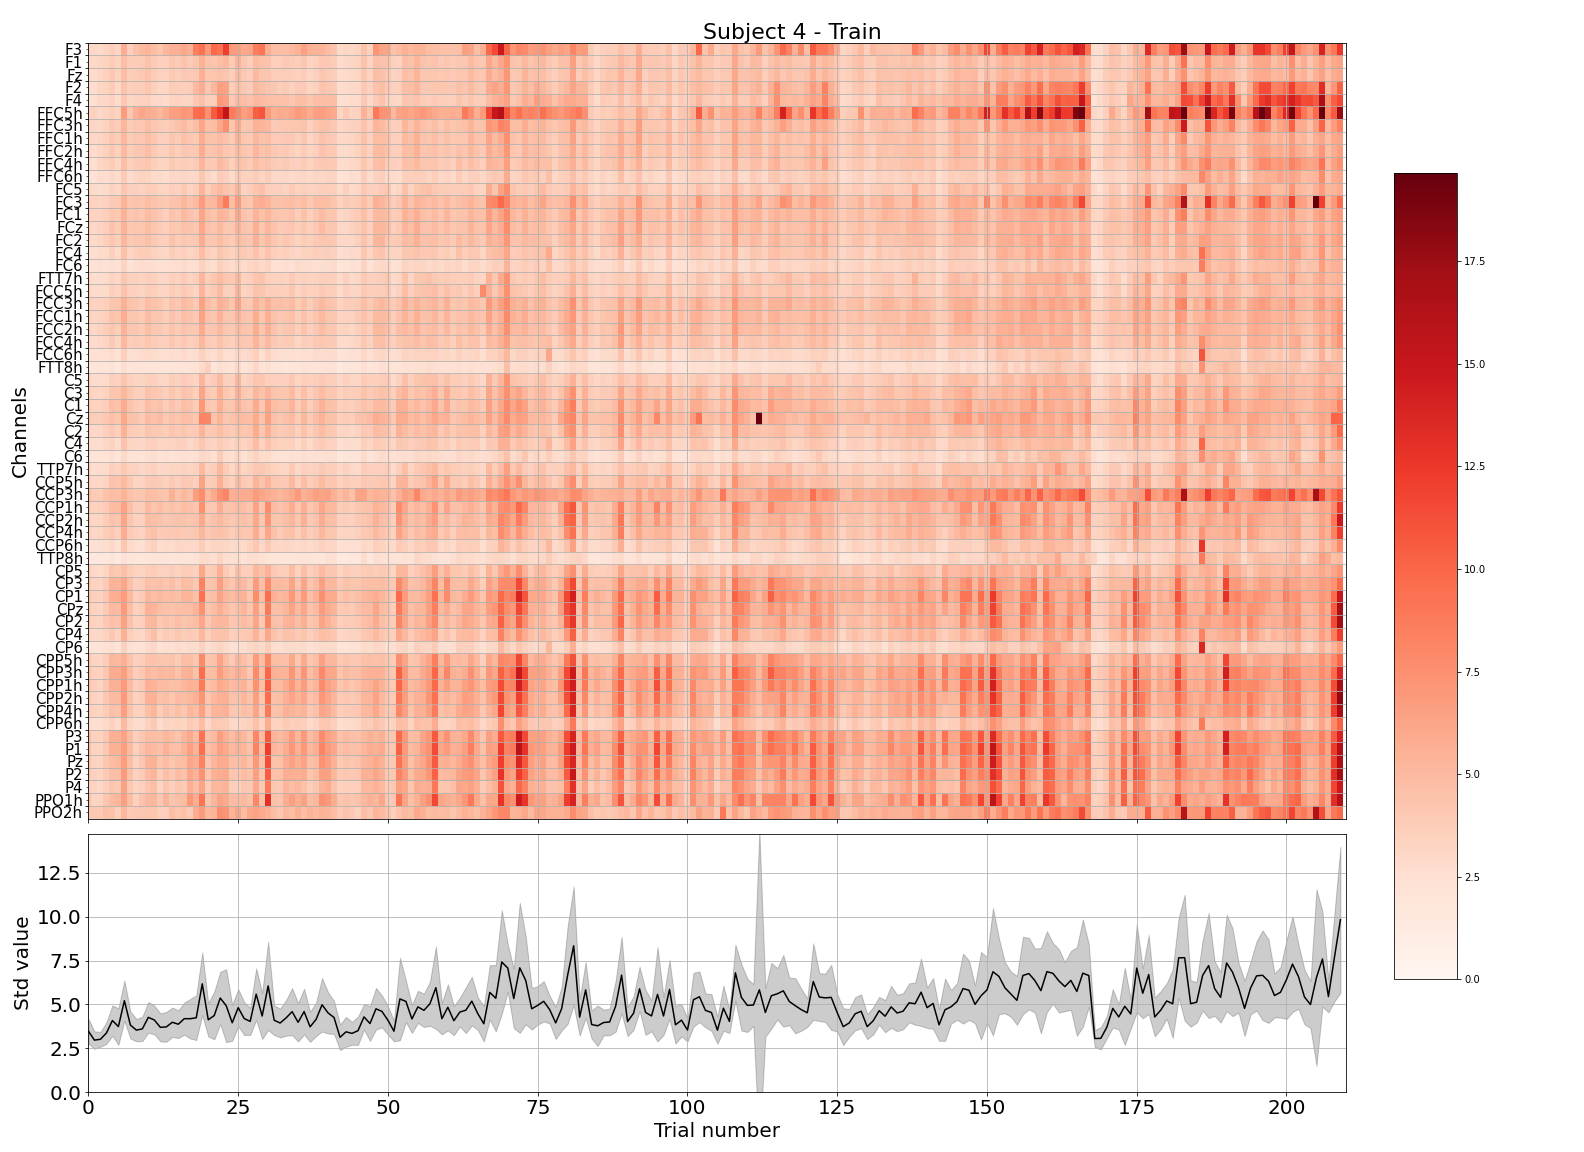 Subject 4 - Train
Channels
F3
F1
Fz
F2
F4
FFC5h
FFC3h
FFC1h
FFC2h
FFC4h
FFC6h
FC5
FC3
FC1
FCz
FC2
FC4
FC6
FTT7h
FCC5h
FCC3h
FCC1h
FCC2h
FCC4h
FCC6h
FTT8h
C5
C3
C1
Cz
C2
C4
C6
TTP7h
CCP5h
CCP3h
CCP1h
CCP2h
CCP4h
CCP6h
TTP8h
CP5
CP3
CP1
CPz
CP2
CP4
CP6
CPP5h
CPP3h
CPP1h
CPP2h
CPP4h
CPP6h
P3
P1
Pz
P2
P4
PPO1h
PPO2h
17.5
15.0
12.5
10.0
7.5
5.0
2.5
0.0
Std value
12.5
10.0
7.5
5.0
2.5
0.0
0 25 50 75 100 125 150 175 200
Trial number